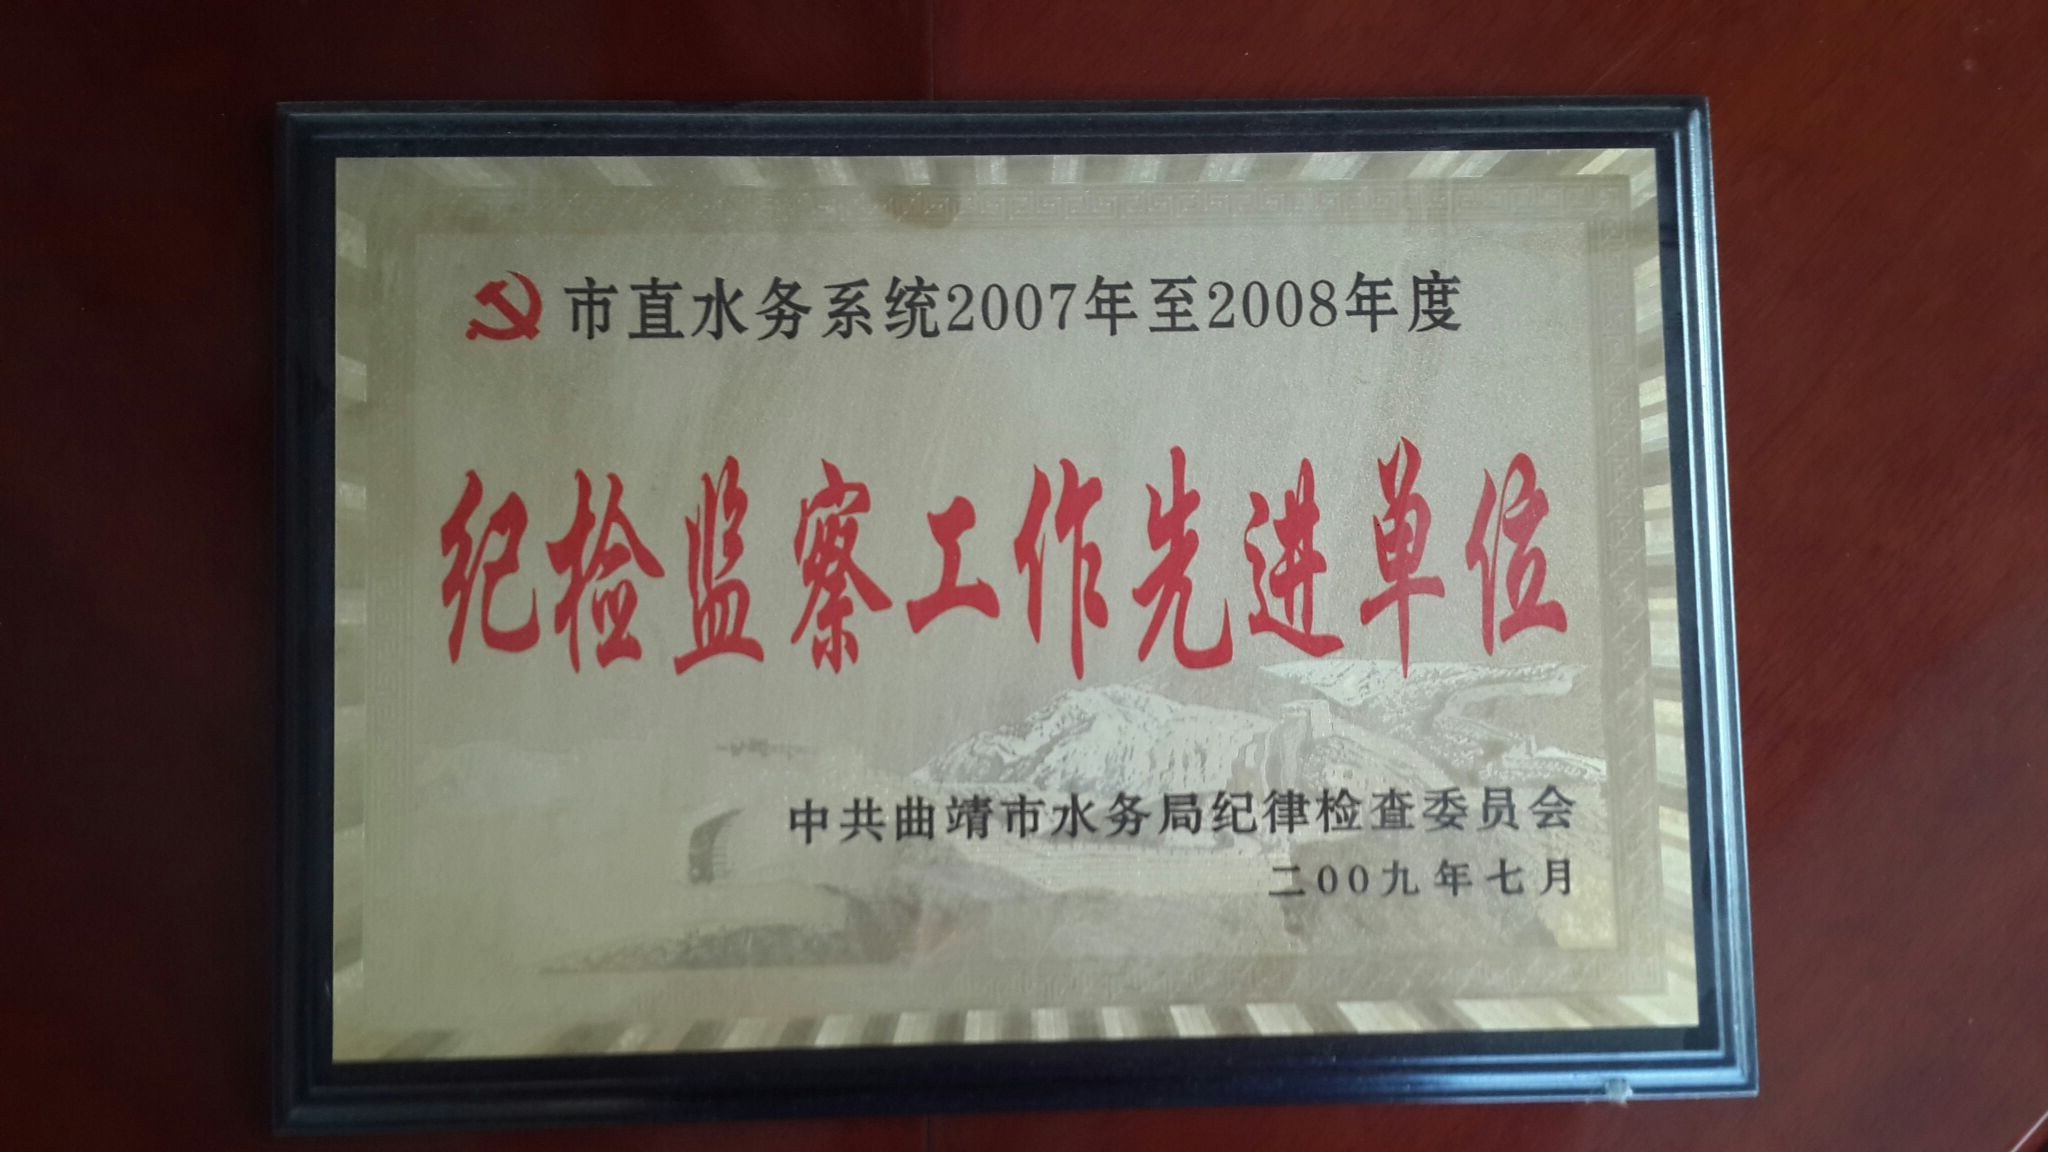 市直水务系统2007年至2008年度
纪检监察工作先进单位
中共曲靖市水务局纪律检查委员会
二00九年七月